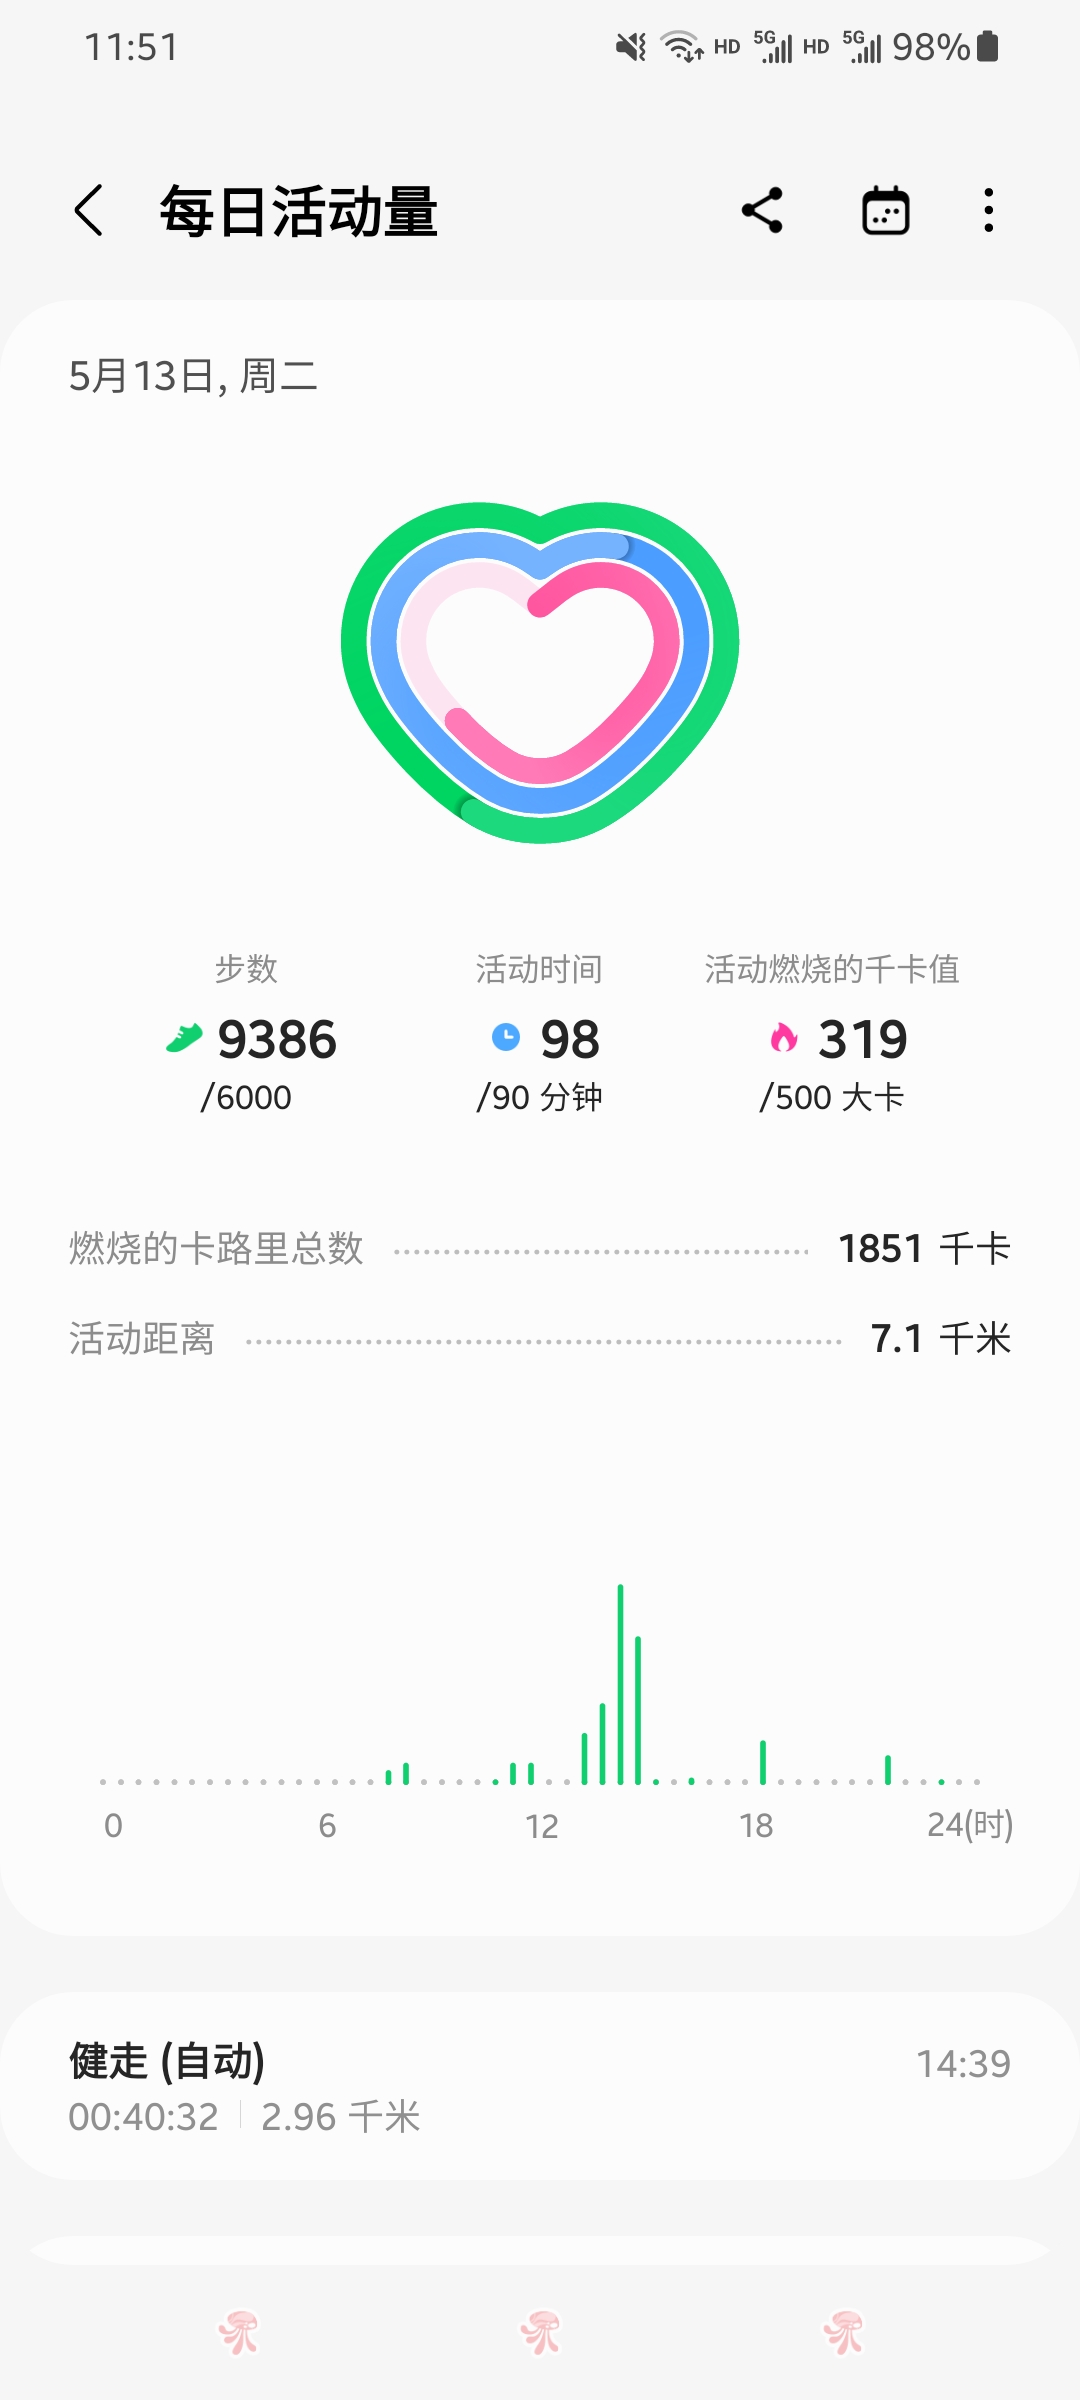 11:51 HD 5G HD 5G 98%
每日活动量
5月13日, 周二
步数 活动时间 活动燃烧的千卡值
9386 98 319
/6000 /90 分钟 /500 大卡
燃烧的卡路里总数 1851 千卡
活动距离 7.1 千米
0 6 12 18 24(时)
健走 (自动) 14:39
00:40:32 2.96 千米